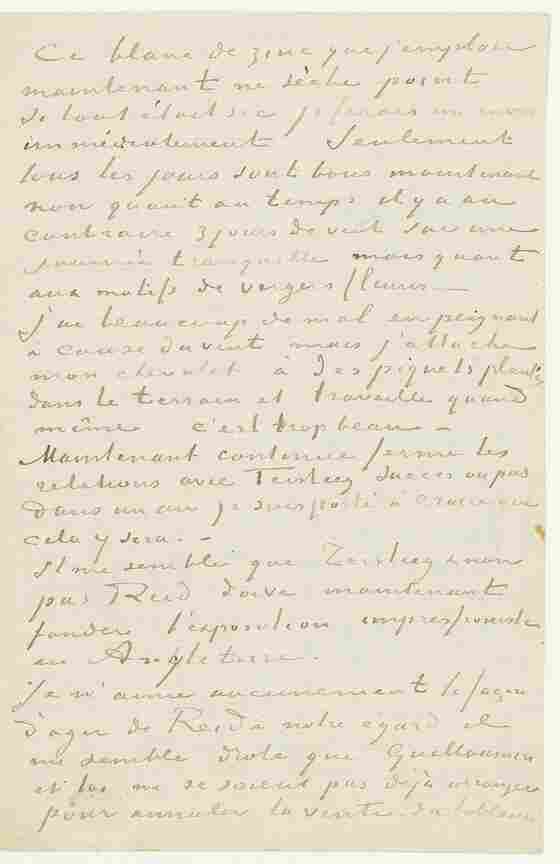 Ce blanc de zinc que j'emploie
maintenant ne sèche point
si tout était sec je ferais un envoi
immédiatement Seulement
tous les jours sont bons maintenant
non quant au temps il y a au
contraire 3 jours de vent sur une
journée tranquille mais quant
aux motifs de vergers fleuris –
J'ai beaucoup de mal en peignant
à cause du vent mais j'attache
mon chevalet à des piquets plantés
dans le terrain et travaille quand
même c'est trop beau –
Maintenant continue ferme les
relations avec Tersteeg succès ou pas
Dans un an je suis porté à croire que
cela y sera. –
Il me semble que Tersteeg & non
pas Reid doive maintenant
fonder l'exposition impressioniste
en Angleterre.
Je n'aime aucunement la façon
d'agir de Reid à notre égard et
me semble drole que Guillaumin
et toi ne se soient pas déjà arrangés
pour annuler la vente du tableau